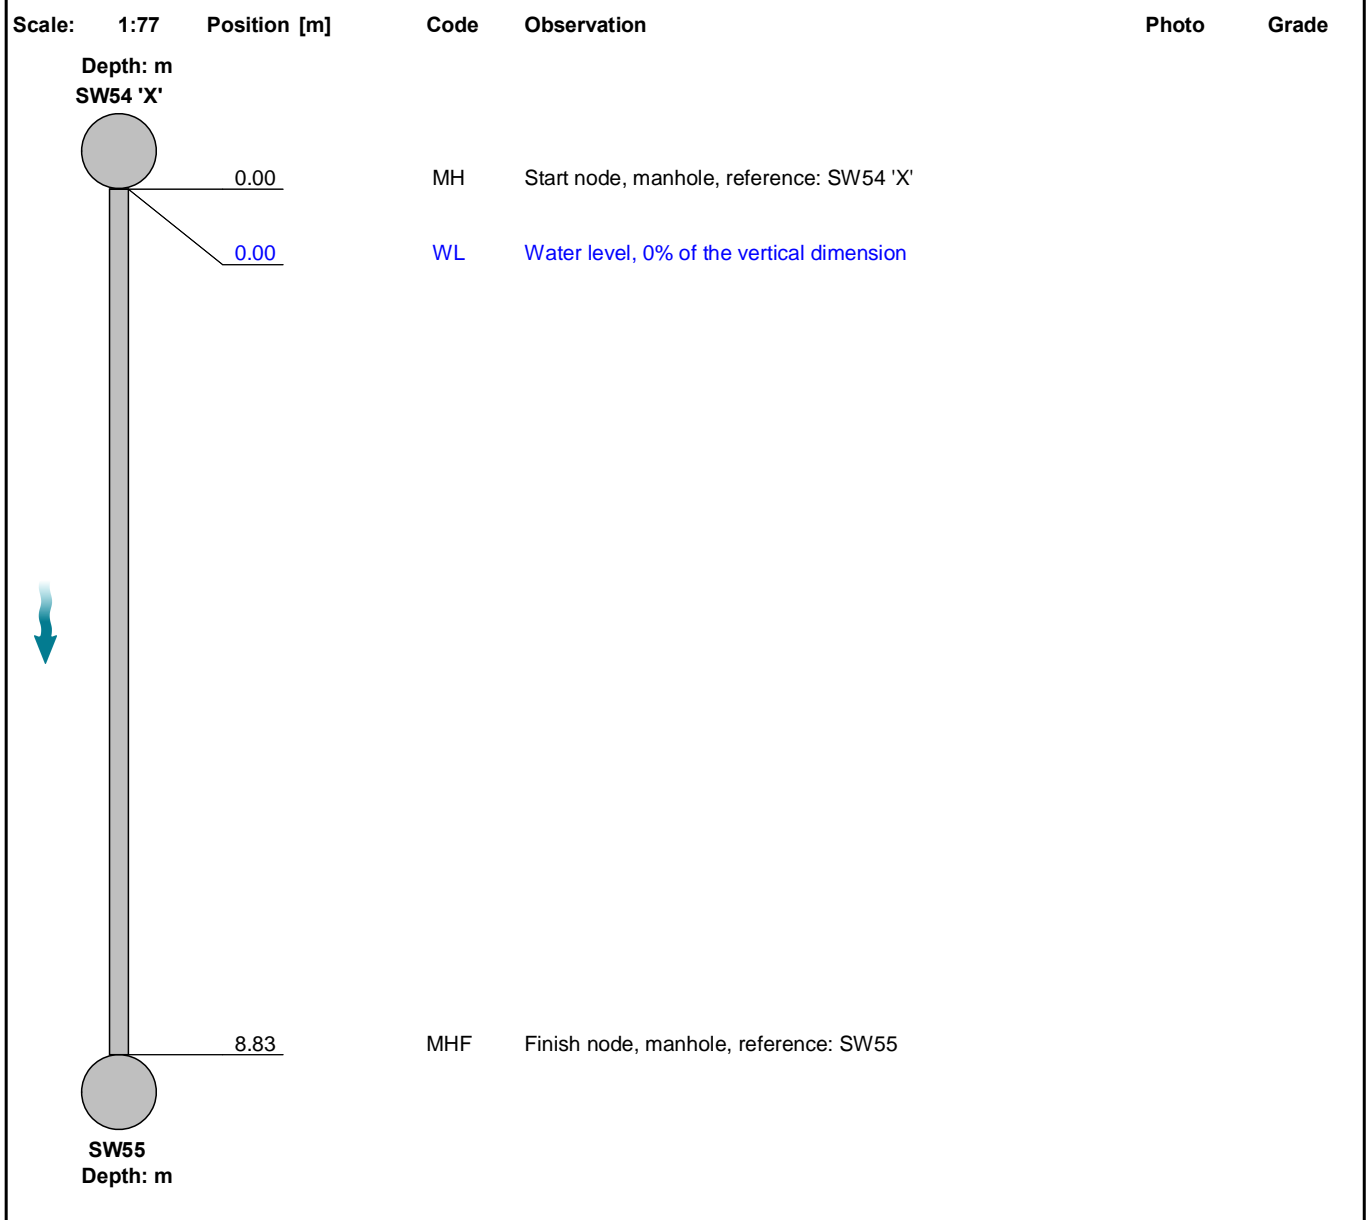 Scale: 1:77 Position [m] Code Observation Photo Grade
Depth: m
SW54 'X'
0.00 MH Start node, manhole, reference: SW54 'X'
0.00 WL Water level, 0% of the vertical dimension
8.83 MHF Finish node, manhole, reference: SW55
SW55
Depth: m